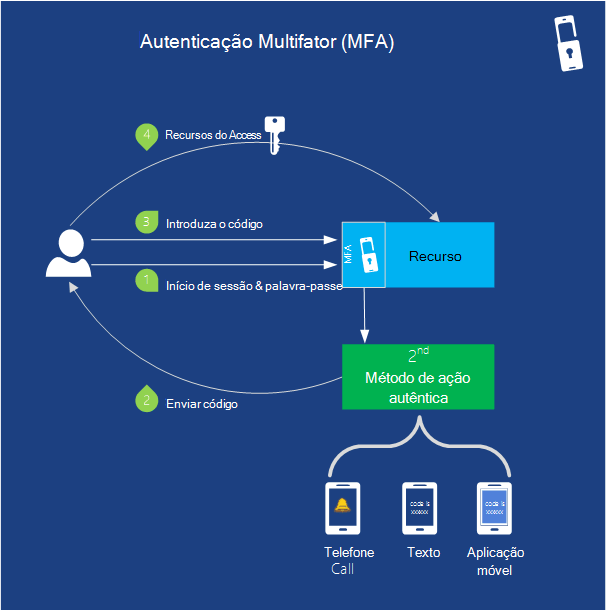 Autenticação Multifator (MFA)
4
Recursos do Access
3
Introduza o código
MFA
Recurso
1
Início de sessão & palavra-passe
2nd
Método de ação
autêntica
2
Enviar código
code is
xxxxxx
code is
xxxxxx
Telefone
Call
Texto
Aplicação
móvel